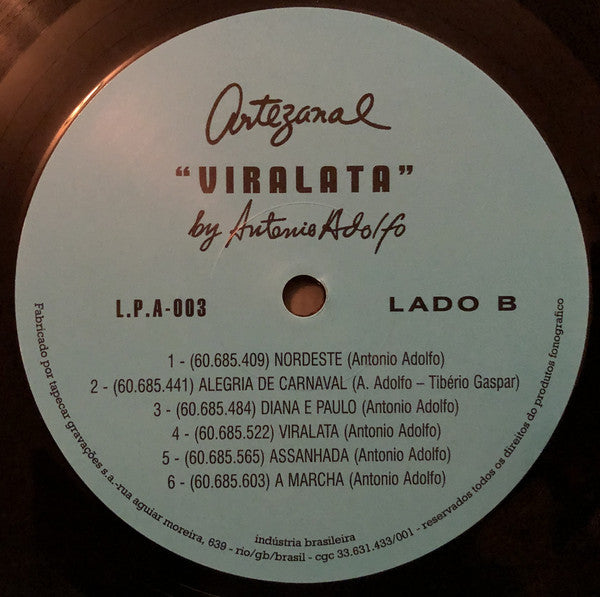 Artezanal
"VIRALATA"
by Antonio Adolfo
L.P.A-003
LADO B
1 - (60.685.409) NORDESTE (Antonio Adolfo)
2 - (60.685.441) ALEGRIA DE CARNAVAL (A. Adolfo – Tibério Gaspar)
3 - (60.685.484) DIANA E PAULO (Antonio Adolfo)
4 - (60.685.522) VIRALATA (Antonio Adolfo)
5 - (60.685.565) ASSANHADA (Antonio Adolfo)
6 - (60.685.603) A MARCHA (Antonio Adolfo)
indústria brasileira
Fabricado por tapecar gravações s.a.-rua aguiar moreira, 639 - rio/gb/brasil - cgc 33.631.433/001 - reservados todos os direitos do produtos fonografico